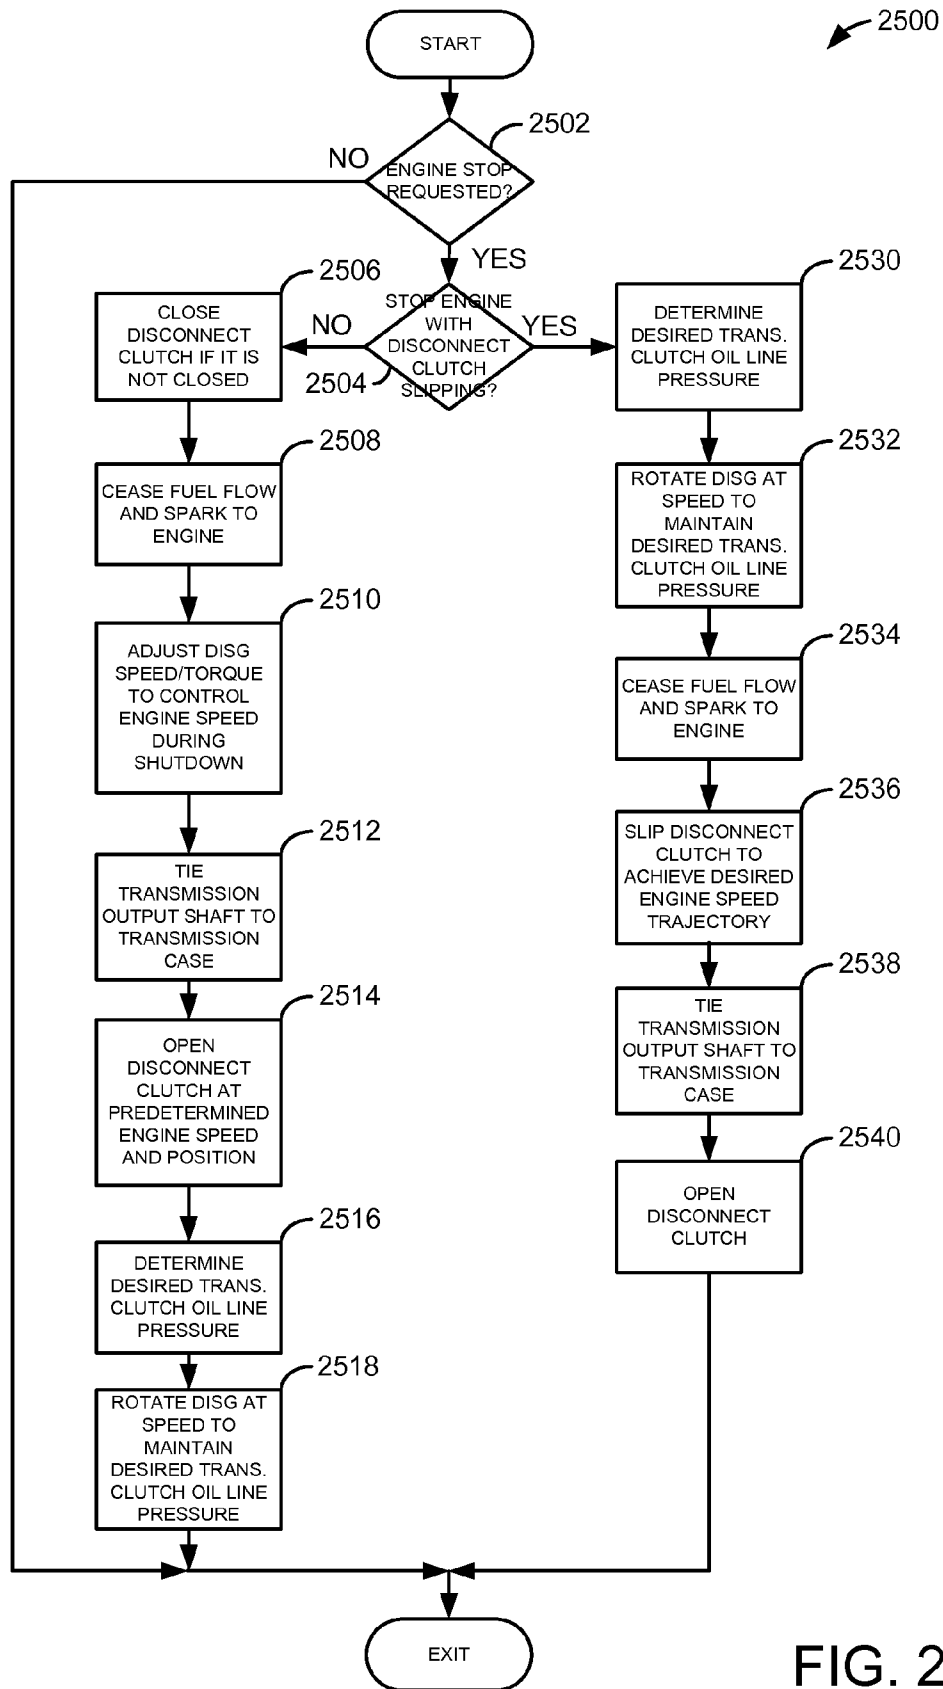 START
2500
2502
NO
ENGINE STOP
REQUESTED?
YES
2506
CLOSE
DISCONNECT
CLUTCH IF IT IS
NOT CLOSED
NO
STOP ENGINE
WITH
DISCONNECT
CLUTCH
SLIPPING?
2504
YES
2530
DETERMINE
DESIRED TRANS.
CLUTCH OIL LINE
PRESSURE
2508
CEASE FUEL FLOW
AND SPARK TO
ENGINE
2532
ROTATE DISG AT
SPEED TO
MAINTAIN
DESIRED TRANS.
CLUTCH OIL LINE
PRESSURE
2510
ADJUST DISG
SPEED/TORQUE
TO CONTROL
ENGINE SPEED
DURING
SHUTDOWN
2534
CEASE FUEL FLOW
AND SPARK TO
ENGINE
2512
TIE
TRANSMISSION
OUTPUT SHAFT TO
TRANSMISSION
CASE
2536
SLIP DISCONNECT
CLUTCH TO
ACHIEVE DESIRED
ENGINE SPEED
TRAJECTORY
2514
OPEN
DISCONNECT
CLUTCH AT
PREDETERMINED
ENGINE SPEED
AND POSITION
2538
TIE
TRANSMISSION
OUTPUT SHAFT TO
TRANSMISSION
CASE
2516
DETERMINE
DESIRED TRANS.
CLUTCH OIL LINE
PRESSURE
2540
OPEN
DISCONNECT
CLUTCH
2518
ROTATE DISG AT
SPEED TO
MAINTAIN
DESIRED TRANS.
CLUTCH OIL LINE
PRESSURE
EXIT
FIG. 2